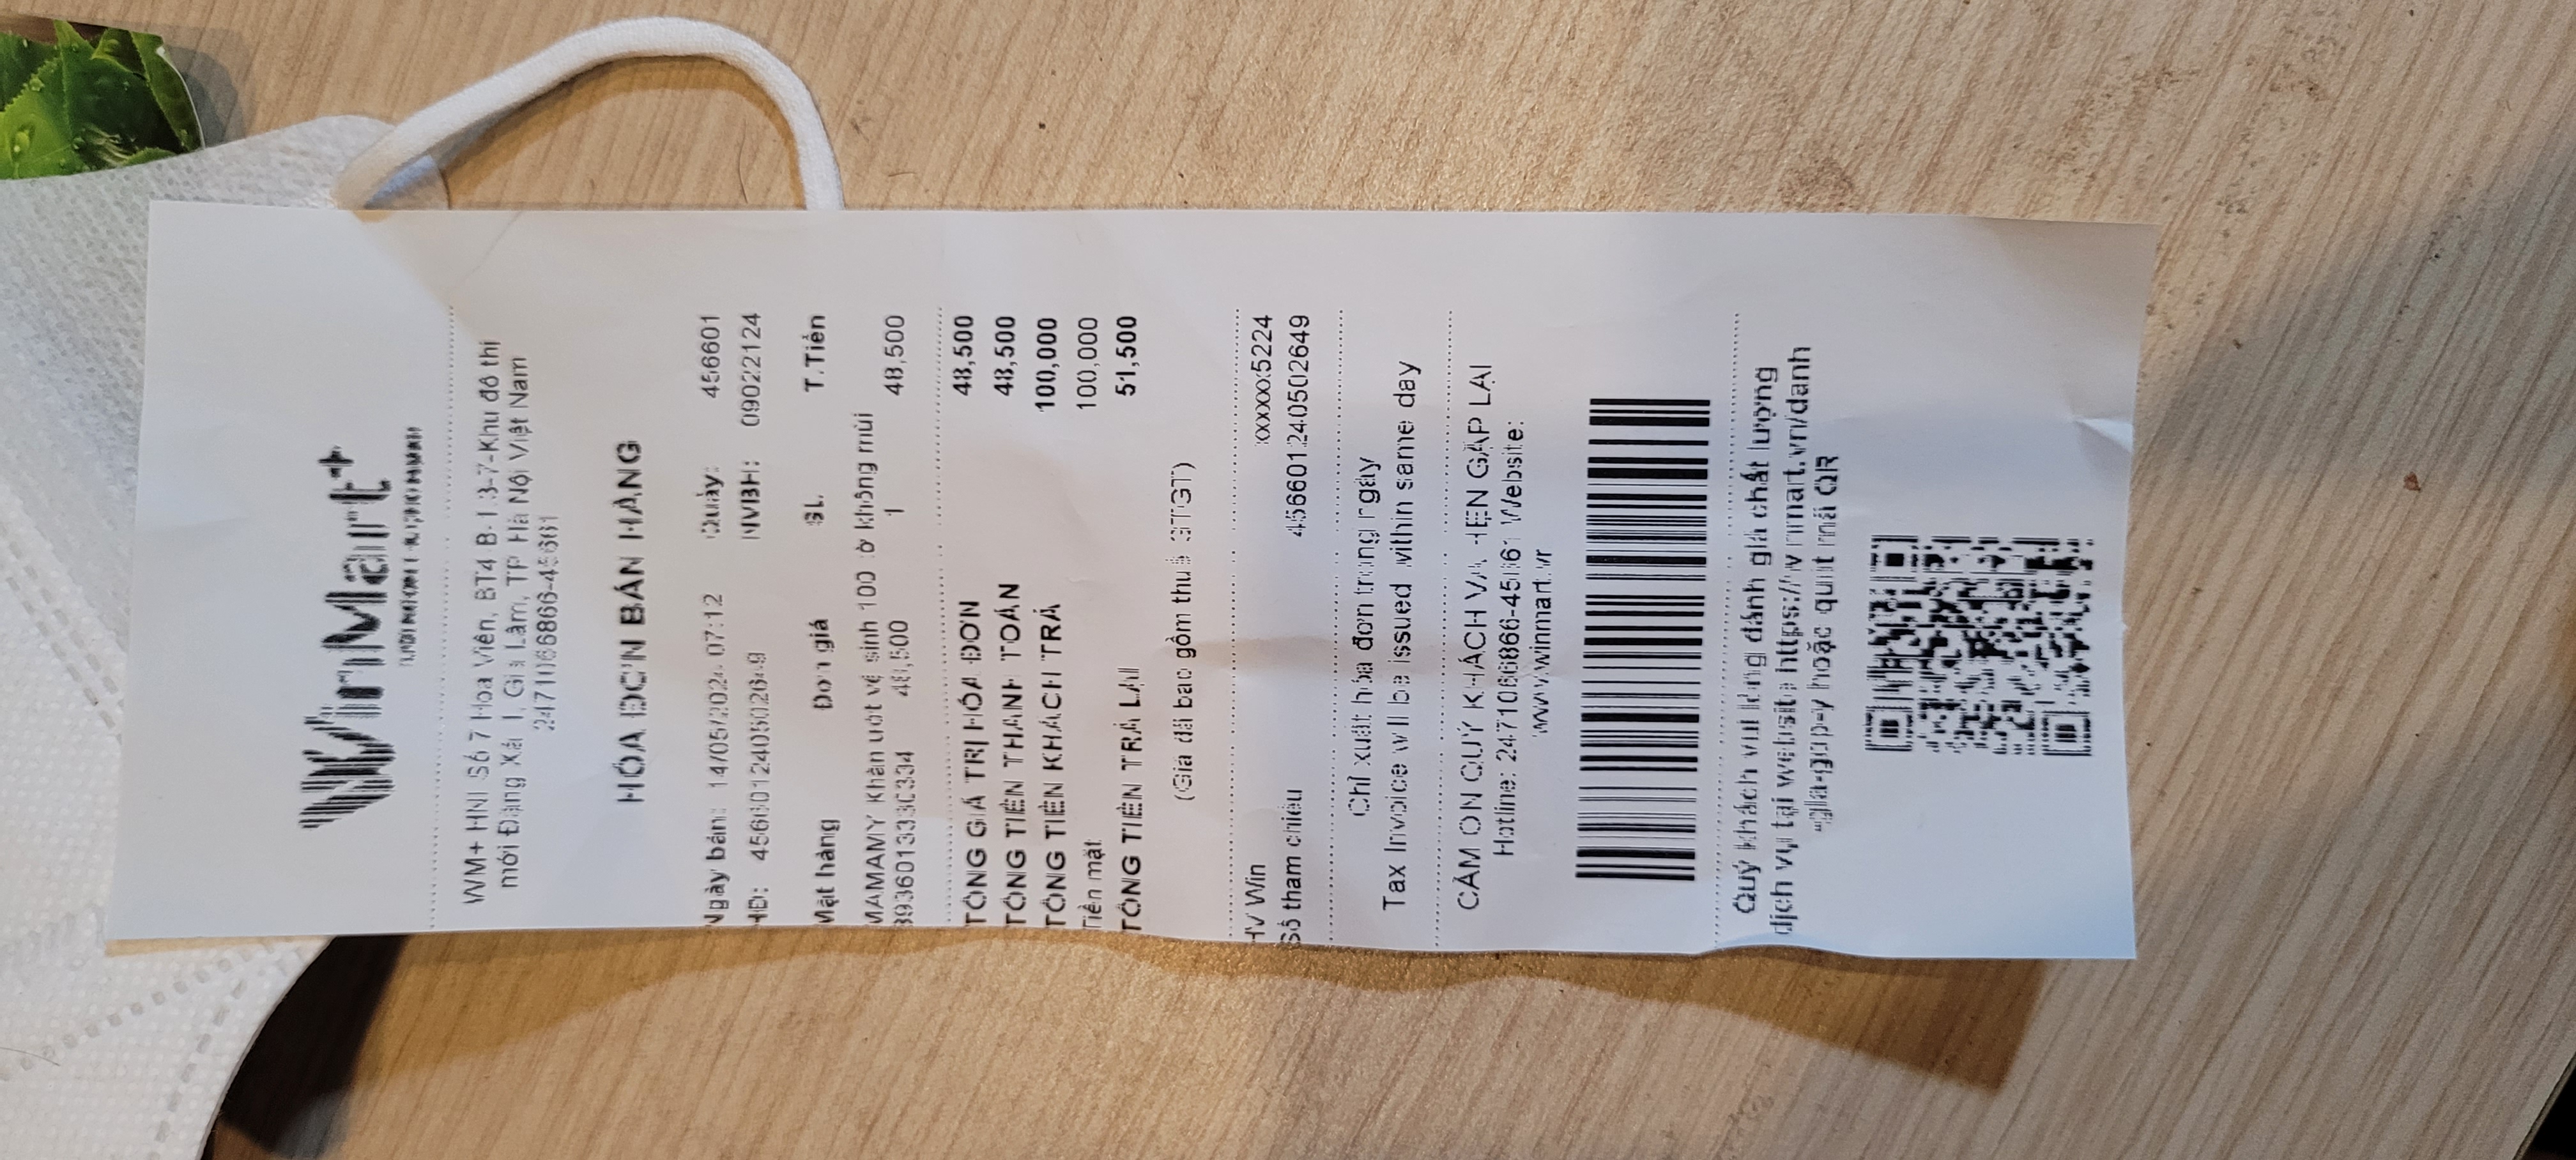 WinMart+
WM+ HNI Số 7 Hoa Viên, BT4 B-1 3-7-Khu đô thị
mới Đặng Xá I, Gia Lâm, TP. Hà Nội Việt Nam
2471066866-45661
HÓA ĐƠN BÁN HÀNG
Ngày bán: 14/05/2024 07:12 Quầy: 456601
HD: 456601240502649 NVBH: 09022124
Mặt hàng Đơn giá SL. T.Tiền
MAMAMY Khăn ướt vệ sinh 100 tờ không mùi
8936013330334 48,500 1 48,500
TỔNG GIÁ TRỊ HÓA ĐƠN 48,500
TỔNG TIỀN THANH TOÁN 48,500
TỔNG TIỀN KHÁCH TRẢ 100,000
Tiền mặt 100,000
TỔNG TIỀN TRẢ LẠI 51,500
(Giá đã bao gồm thuế GTGT)
HV Win xxxxxx5224
Số tham chiếu 456601240502649
Chỉ xuất hóa đơn trong ngày
Tax Invoice will be issued within same day
CẢM ƠN QUÝ KHÁCH VÀ HẸN GẶP LẠI
Hotline: 2471066866-45661 Website:
www.winmart.vn
Quý khách vui lòng đánh giá chất lượng
dịch vụ tại website https://winmart.vn/danh
-gia-gop-y hoặc quét mã QR